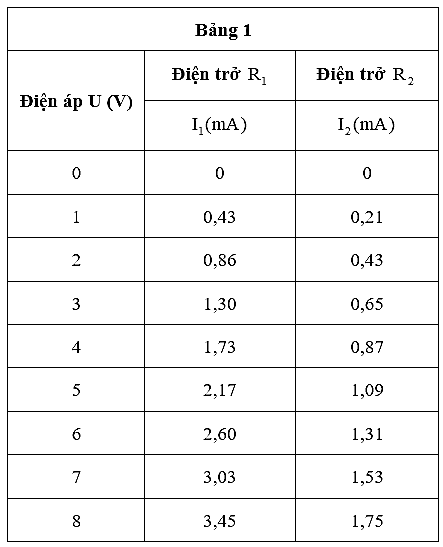 Bảng 1
Điện áp U (V) Điện trở R₁ Điện trở R₂
I₁(mA) I₂(mA)
0 0 0
1 0,43 0,21
2 0,86 0,43
3 1,30 0,65
4 1,73 0,87
5 2,17 1,09
6 2,60 1,31
7 3,03 1,53
8 3,45 1,75